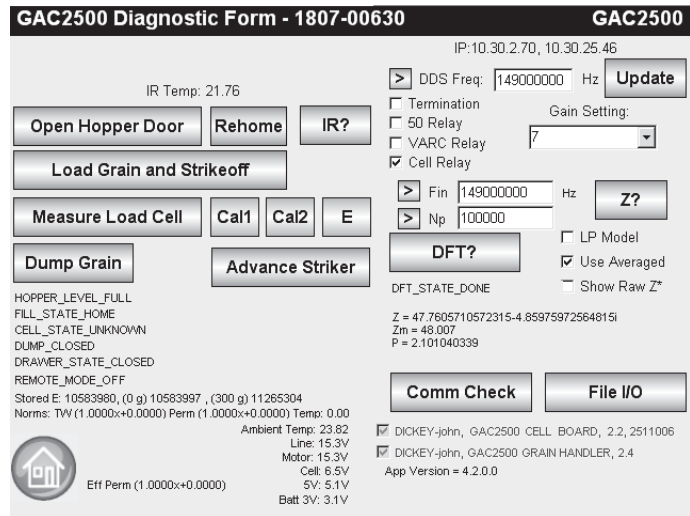 GAC2500 Diagnostic Form - 1807-00630 GAC2500
IP:10.30.2.70, 10.30.25.46
> DDS Freq: 149000000 Hz Update
IR Temp: 21.76
Termination
Gain Setting:
Open Hopper Door Rehome IR?
50 Relay
VARC Relay 7
Cell Relay
Load Grain and Strikeoff
> Fin 149000000 Hz Z?
Measure Load Cell Cal1 Cal2 E
> Np 100000
DFT?
LP Model
Dump Grain Advance Striker
Use Averaged
DFT_STATE_DONE Show Raw Z*
HOPPER_LEVEL_FULL
FILL_STATE_HOME
CELL_STATE_UNKNOWN
DUMP_CLOSED
DRAWER_STATE_CLOSED
REMOTE_MODE_OFF
Z = 47.7605710572315-4.85975972564815i
Zm = 48.007
P = 2.101040339
Comm Check File I/O
Stored E: 10583980, (0 g) 10583997 , (300 g) 11265304
Norms: TW (1.0000x+0.0000) Perm (1.0000x+0.0000) Temp: 0.00
Ambient Temp: 23.82
Line: 15.3V
Motor: 15.3V
Cell: 6.5V
Eff Perm (1.0000x+0.0000) 5V: 5.1V
Batt 3V: 3.1V
DICKEY-john, GAC2500 CELL BOARD, 2.2, 2511006
DICKEY-john, GAC2500 GRAIN HANDLER, 2.4
App Version = 4.2.0.0